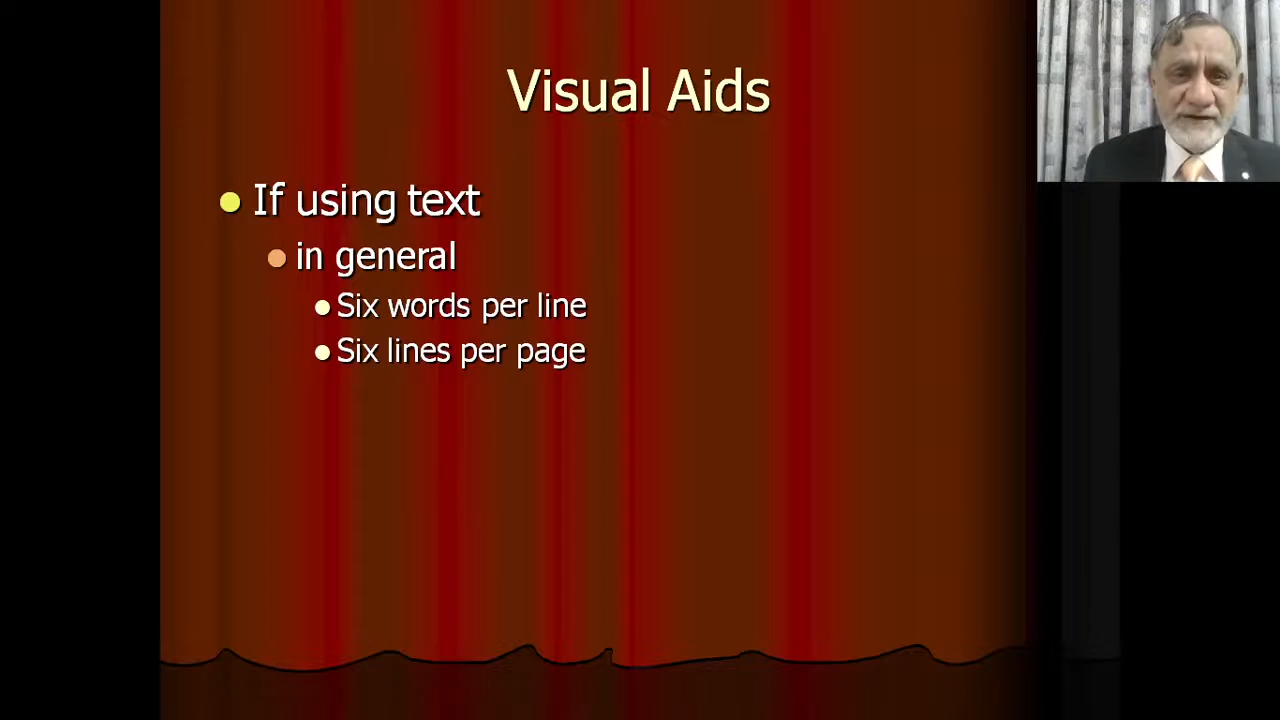 Visual Aids
If using text
in general
Six words per line
Six lines per page